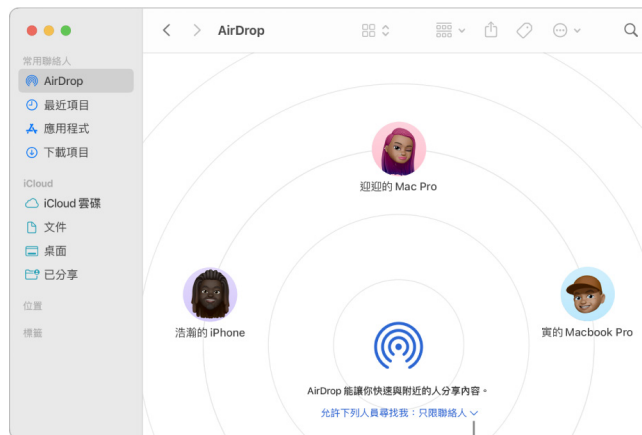 AirDrop
常用聯絡人
AirDrop
最近項目
應用程式
下載項目
iCloud
iCloud 雲碟
文件
桌面
已分享
位置
標籤
迎迎的 Mac Pro
浩瀚的 iPhone
寅的 Macbook Pro
AirDrop 能讓你快速與附近的人分享內容。
允許下列人員尋找我：只限聯絡人